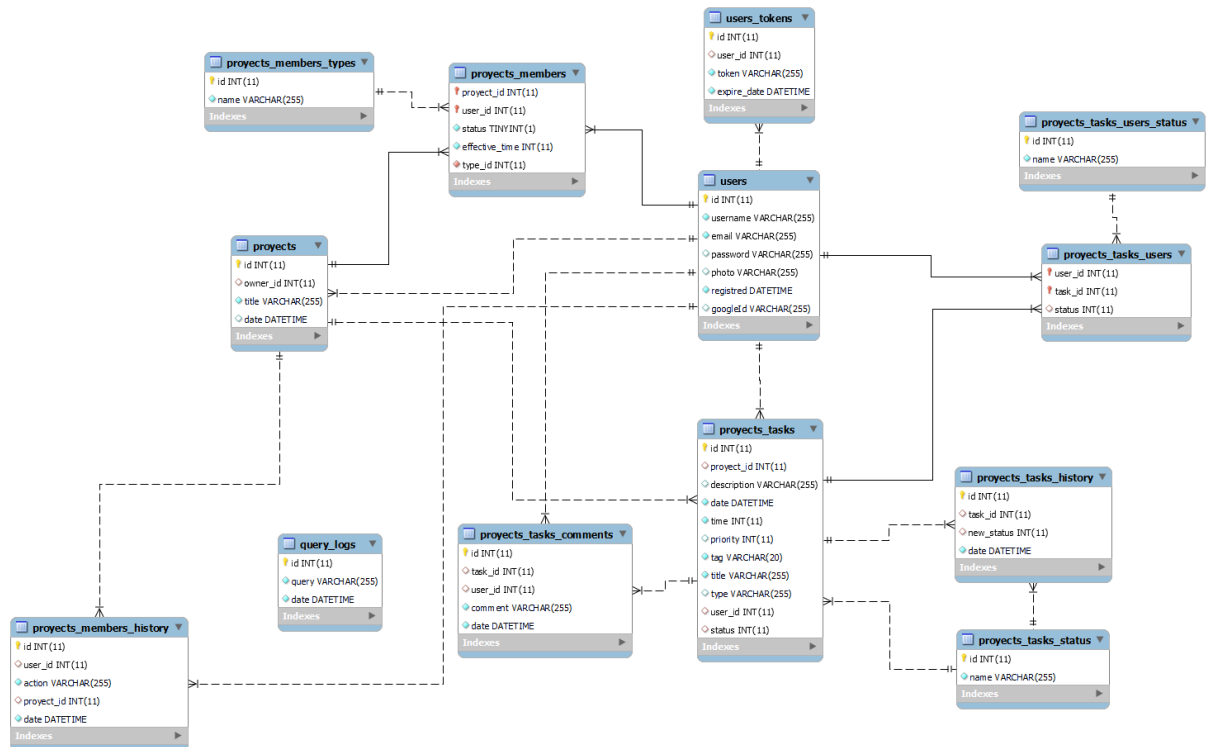 users_tokens
id INT(11)
user_id INT(11)
token VARCHAR(255)
expire_date DATETIME
Indexes
proyects_members_types
id INT(11)
name VARCHAR(255)
Indexes
proyects_members
proyect_id INT(11)
user_id INT(11)
status TINYINT(1)
effective_time INT(11)
type_id INT(11)
Indexes
proyects_tasks_users_status
id INT(11)
name VARCHAR(255)
Indexes
users
id INT(11)
username VARCHAR(255)
email VARCHAR(255)
password VARCHAR(255)
photo VARCHAR(255)
registred DATETIME
googleId VARCHAR(255)
Indexes
proyects
id INT(11)
owner_id INT(11)
title VARCHAR(255)
date DATETIME
Indexes
proyects_tasks_users
user_id INT(11)
task_id INT(11)
status INT(11)
Indexes
proyects_tasks
id INT(11)
proyect_id INT(11)
description VARCHAR(255)
date DATETIME
time INT(11)
priority INT(11)
tag VARCHAR(20)
title VARCHAR(255)
type VARCHAR(255)
user_id INT(11)
status INT(11)
Indexes
proyects_tasks_history
id INT(11)
task_id INT(11)
new_status INT(11)
date DATETIME
Indexes
proyects_tasks_comments
id INT(11)
task_id INT(11)
user_id INT(11)
comment VARCHAR(255)
date DATETIME
Indexes
query_logs
id INT(11)
query VARCHAR(255)
date DATETIME
Indexes
proyects_members_history
id INT(11)
user_id INT(11)
action VARCHAR(255)
proyect_id INT(11)
date DATETIME
Indexes
proyects_tasks_status
id INT(11)
name VARCHAR(255)
Indexes